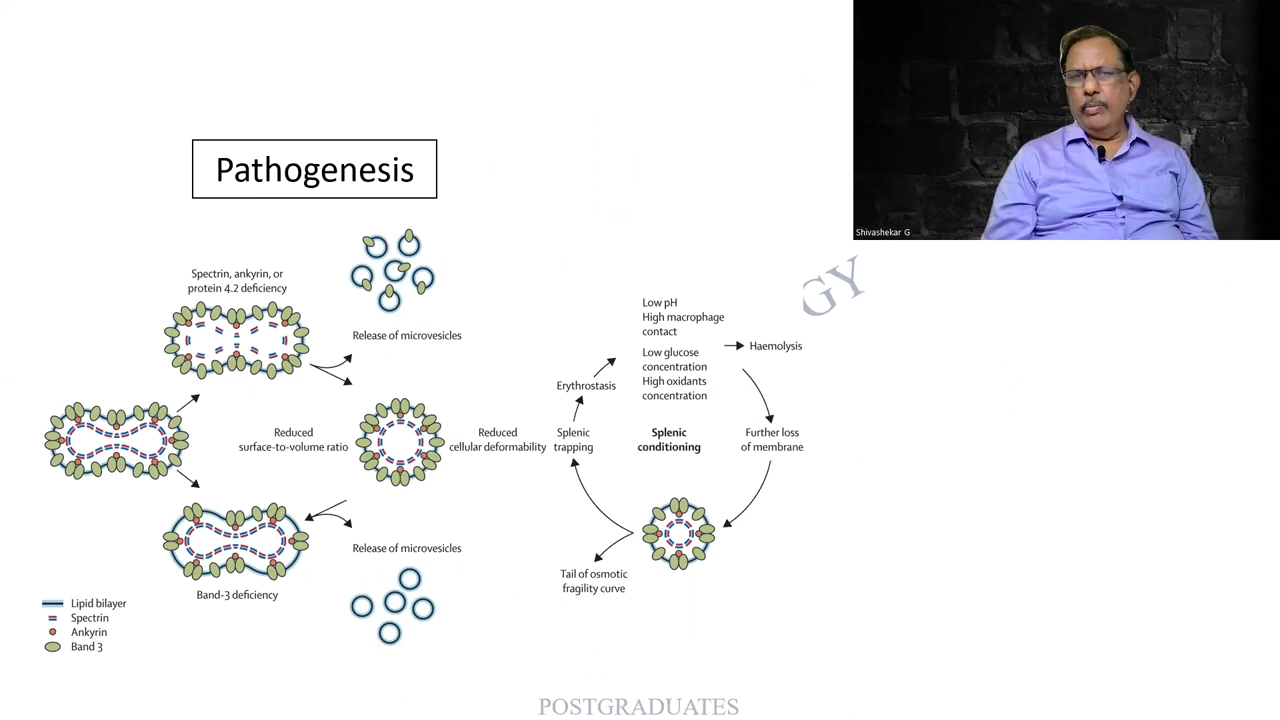 Pathogenesis
Shivashekar G
GY
Spectrin, ankyrin, or
protein 4.2 deficiency
Release of microvesicles
Reduced
surface-to-volume ratio
Reduced
cellular deformability
Splenic
trapping
Erythrostasis
Low pH
High macrophage
contact
Low glucose
concentration
High oxidants
concentration
Haemolysis
Splenic
conditioning
Further loss
of membrane
Tail of osmotic
fragility curve
Release of microvesicles
Band-3 deficiency
Lipid bilayer
Spectrin
Ankyrin
Band 3
POSTGRADUATES